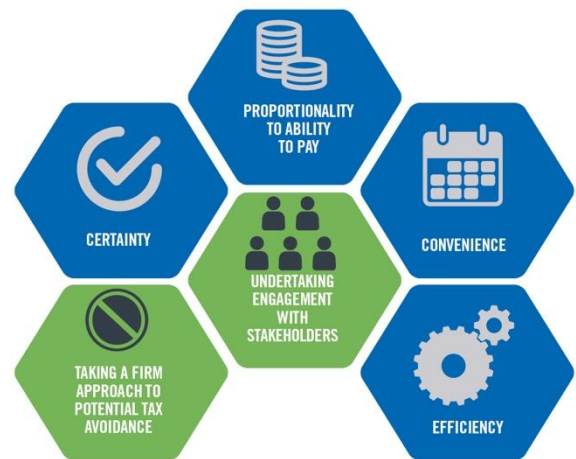 PROPORTIONALITY
TO ABILITY
TO PAY
CERTAINTY
CONVENIENCE
UNDERTAKING
ENGAGEMENT
WITH
STAKEHOLDERS
TAKING A FIRM
APPROACH TO
POTENTIAL TAX
AVOIDANCE
EFFICIENCY